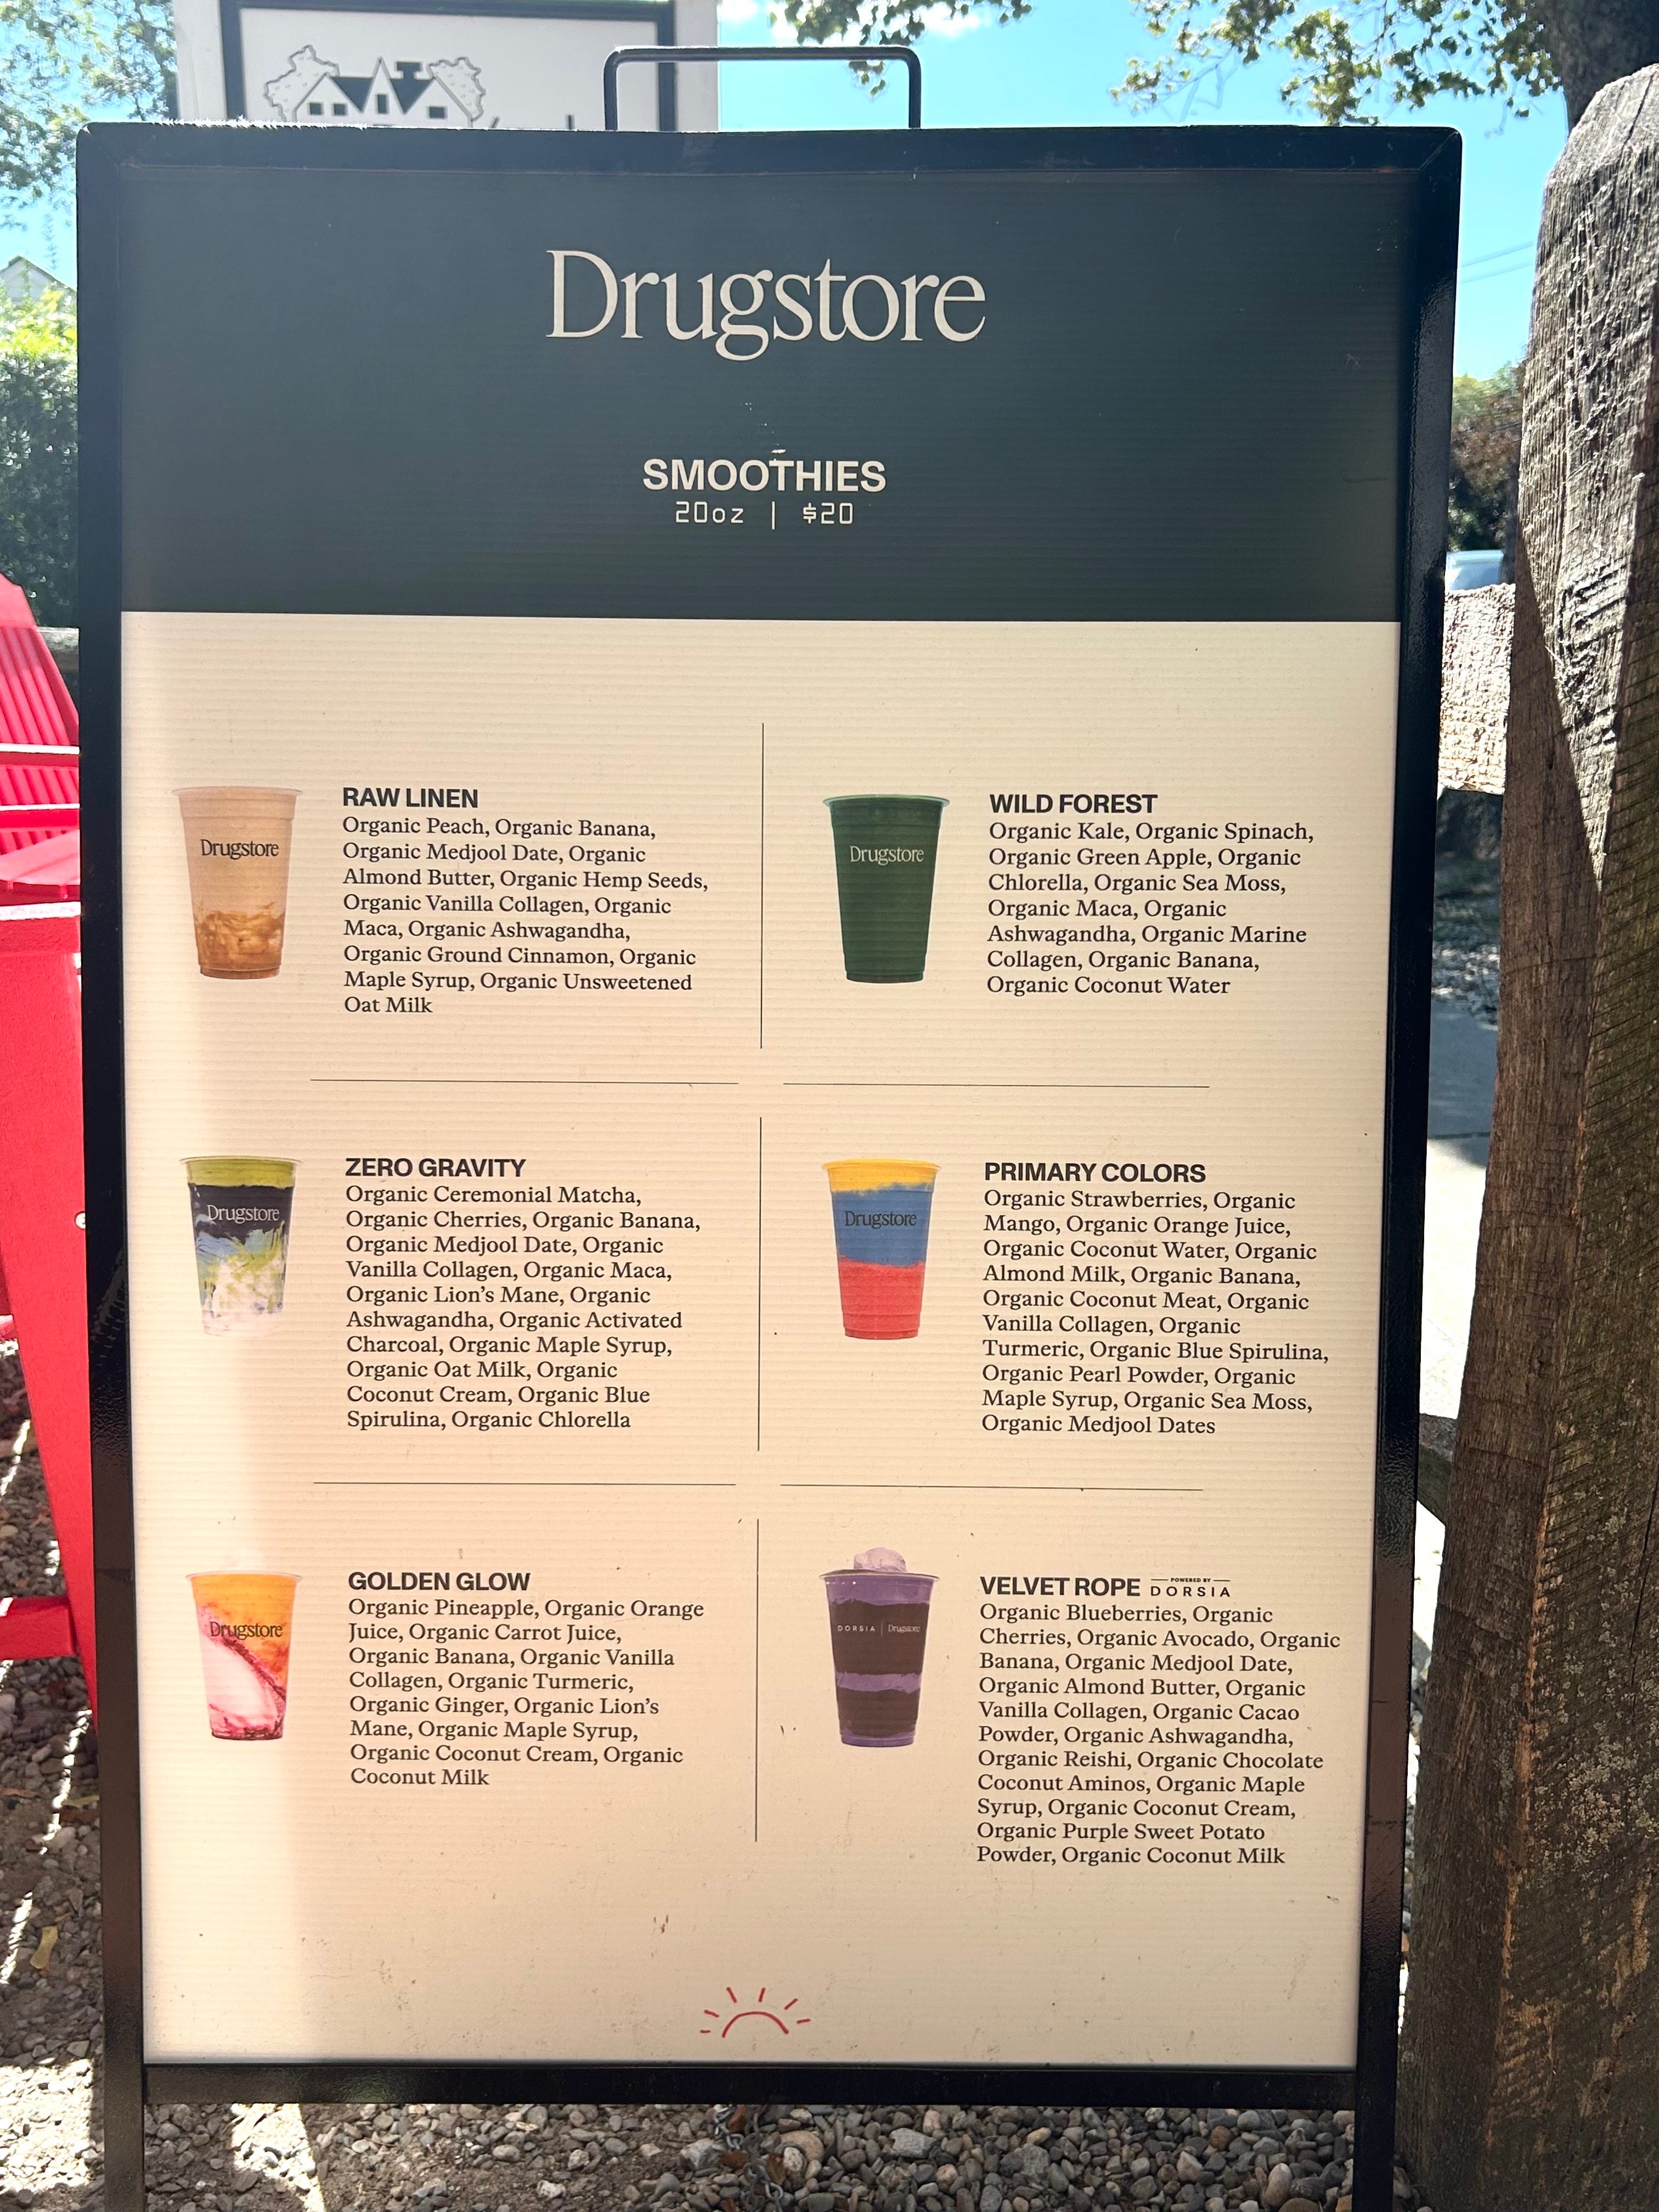 Drugstore
SMOOTHIES
20oz | $20
Drugstore
RAW LINEN
Organic Peach, Organic Banana,
Organic Medjool Date, Organic
Almond Butter, Organic Hemp Seeds,
Organic Vanilla Collagen, Organic
Maca, Organic Ashwagandha,
Organic Ground Cinnamon, Organic
Maple Syrup, Organic Unsweetened
Oat Milk
Drugstore
WILD FOREST
Organic Kale, Organic Spinach,
Organic Green Apple, Organic
Chlorella, Organic Sea Moss,
Organic Maca, Organic
Ashwagandha, Organic Marine
Collagen, Organic Banana,
Organic Coconut Water
Drugstore
ZERO GRAVITY
Organic Ceremonial Matcha,
Organic Cherries, Organic Banana,
Organic Medjool Date, Organic
Vanilla Collagen, Organic Maca,
Organic Lion's Mane, Organic
Ashwagandha, Organic Activated
Charcoal, Organic Maple Syrup,
Organic Oat Milk, Organic
Coconut Cream, Organic Blue
Spirulina, Organic Chlorella
Drugstore
PRIMARY COLORS
Organic Strawberries, Organic
Mango, Organic Orange Juice,
Organic Coconut Water, Organic
Almond Milk, Organic Banana,
Organic Coconut Meat, Organic
Vanilla Collagen, Organic
Turmeric, Organic Blue Spirulina,
Organic Pearl Powder, Organic
Maple Syrup, Organic Sea Moss,
Organic Medjool Dates
Drugstore
GOLDEN GLOW
Organic Pineapple, Organic Orange
Juice, Organic Carrot Juice,
Organic Banana, Organic Vanilla
Collagen, Organic Turmeric,
Organic Ginger, Organic Lion's
Mane, Organic Maple Syrup,
Organic Coconut Cream, Organic
Coconut Milk
DORSIA | Drugstore
VELVET ROPE POWERED BY DORSIA
Organic Blueberries, Organic
Cherries, Organic Avocado, Organic
Banana, Organic Medjool Date,
Organic Almond Butter, Organic
Vanilla Collagen, Organic Cacao
Powder, Organic Ashwagandha,
Organic Reishi, Organic Chocolate
Coconut Aminos, Organic Maple
Syrup, Organic Coconut Cream,
Organic Purple Sweet Potato
Powder, Organic Coconut Milk